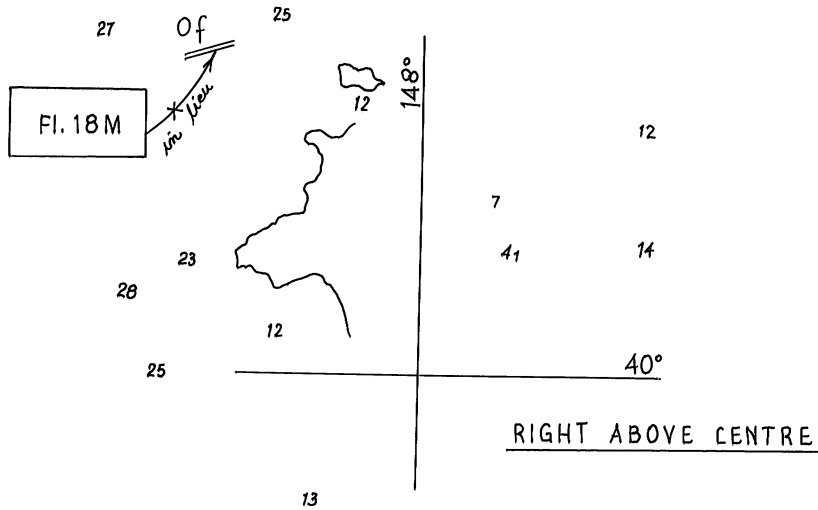 27 Of 25
Fl. 18M
in lieu
12
148°
12
7
23 4₁ 14
28
12
25 40°
RIGHT ABOVE CENTRE
13